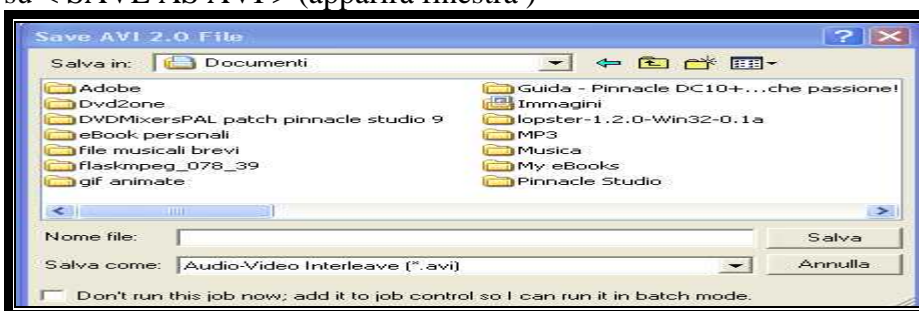 su < SAVE AS AVI > (apparirà finestra )
Save AVI 2.0 File
Salva in: Documenti
Adobe
Dvd2one
DVDMixersPAL patch pinnacle studio 9
eBook personali
file musicali brevi
flaskmpeg_078_39
gif animate
Guida - Pinnacle DC10+...che passione!
Immagini
lopster-1.2.0-Win32-0.1a
MP3
Musica
My eBooks
Pinnacle Studio
Nome file:
Salva
Salva come: Audio-Video Interleave (*.avi)
Annulla
Don't run this job now; add it to job control so I can run it in batch mode.